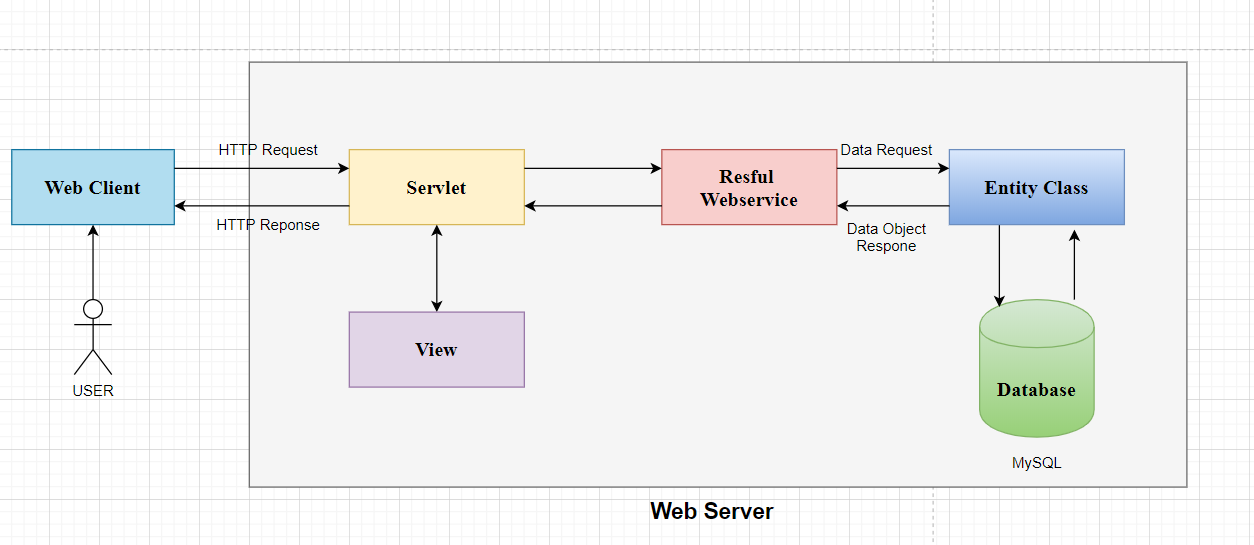 HTTP Request
Data Request
Web Client
Servlet
Resful
Webservice
Entity Class
HTTP Reponse
Data Object
Respone
View
USER
Database
MySQL
Web Server